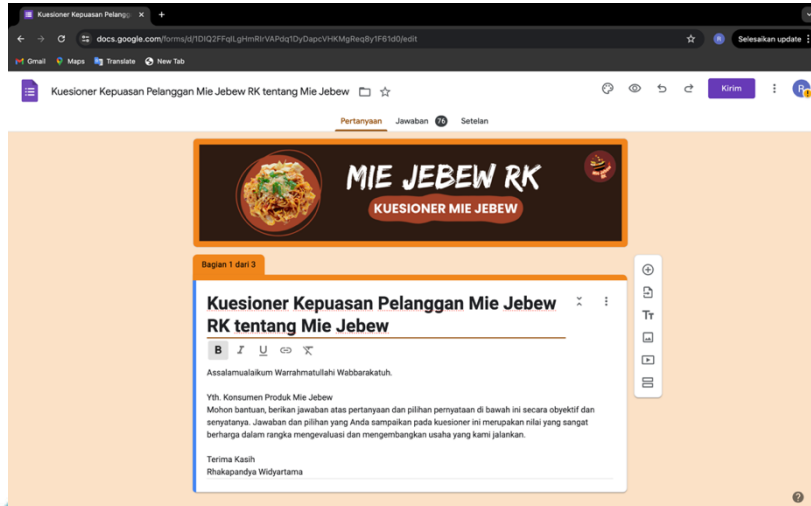 Kuesioner Kepuasan Pelangg
docs.google.com/forms/d/1DIQ2FFqILgHmRIrVAPdq1DyDapcVHKMgReq8y1F61d0/edit
Selesaikan update
Gmail Maps Translate New Tab
Kuesioner Kepuasan Pelanggan Mie Jebew RK tentang Mie Jebew
Kirim
Pertanyaan Jawaban 76 Setelan
MIE JEBEW RK
KUESIONER MIE JEBEW
Bagian 1 dari 3
Kuesioner Kepuasan Pelanggan Mie Jebew
RK tentang Mie Jebew
B I U
Tт
Assalamualaikum Warrahmatullahi Wabbarakatuh.
Yth. Konsumen Produk Mie Jebew
Mohon bantuan, berikan jawaban atas pertanyaan dan pilihan pernyataan di bawah ini secara obyektif dan
senyatanya. Jawaban dan pilihan yang Anda sampaikan pada kuesioner ini merupakan nilai yang sangat
berharga dalam rangka mengevaluasi dan mengembangkan usaha yang kami jalankan.
Terima Kasih
Rhakapandya Widyartama